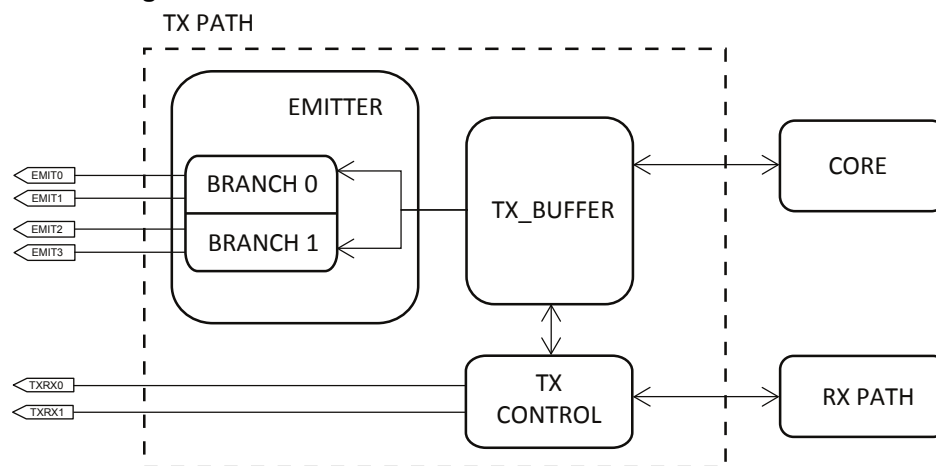 TX PATH
EMITTER
BRANCH 0
BRANCH 1
TX_BUFFER
CORE
EMIT0
EMIT1
EMIT2
EMIT3
TXRX0
TXRX1
TX
CONTROL
RX PATH